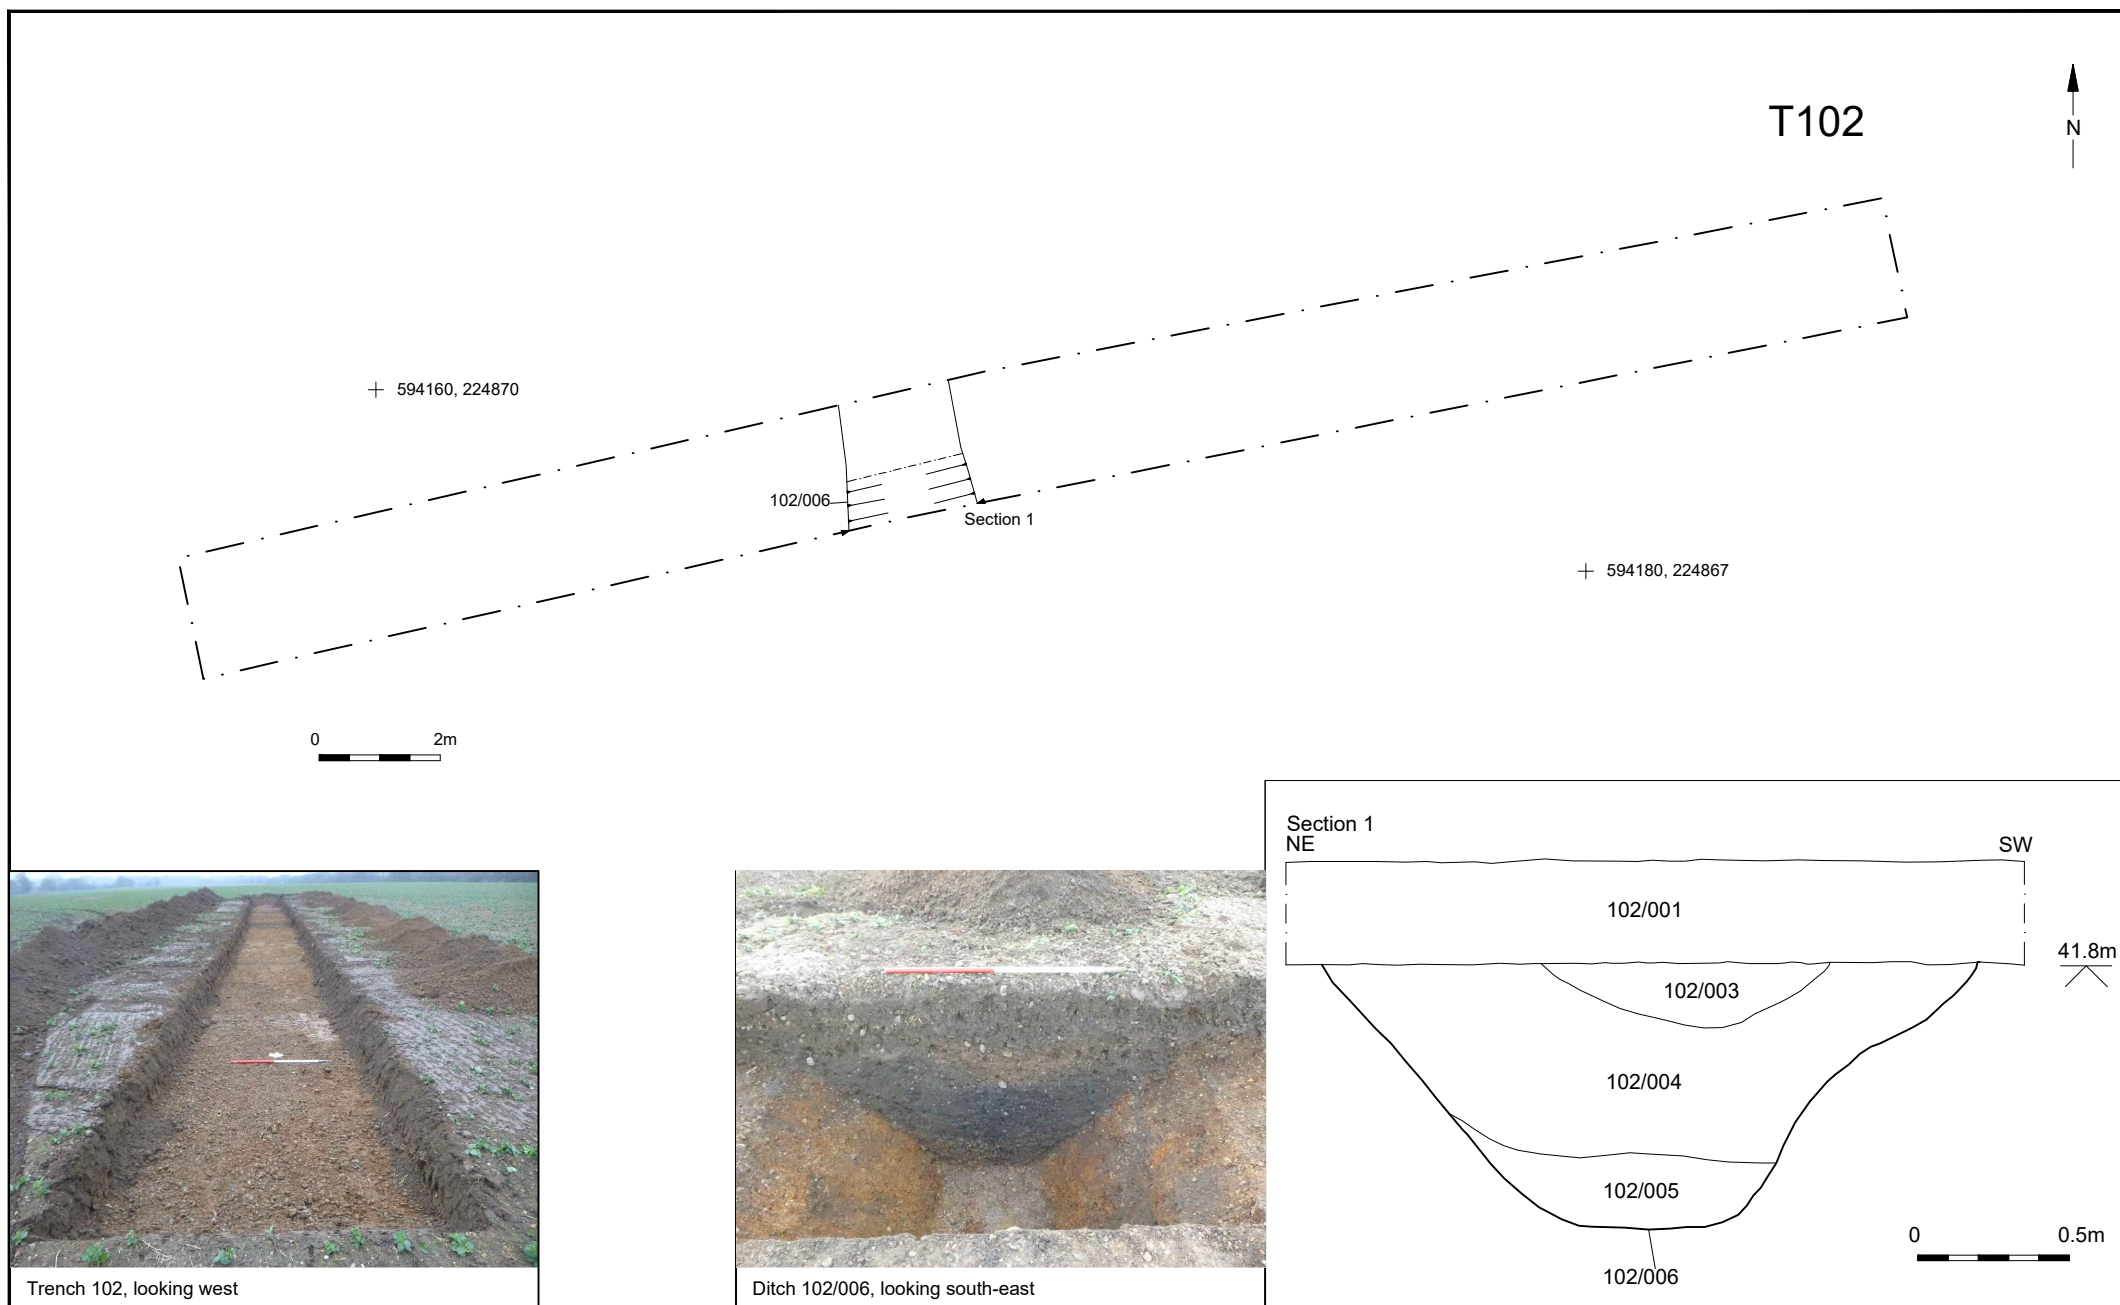 T102
N
594160, 224870
102/006
Section 1
594180, 224867
0 2m
Section 1
NE SW
102/001
41.8m
102/003
102/004
102/005
0 0.5m
102/006
Trench 102, looking west
Ditch 102/006, looking south-east